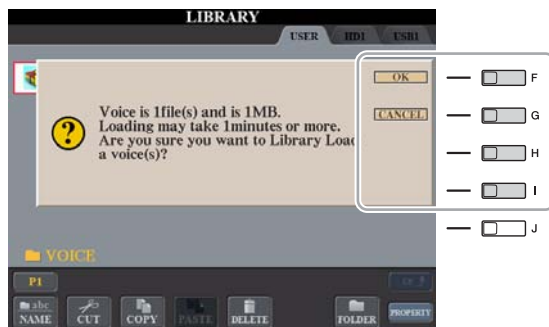 LIBRARY
USER HD1 USB1
OK
CANCEL
Voice is 1file(s) and is 1MB.
Loading may take 1minutes or more.
Are you sure you want to Library Load
a voice(s)?
F
G
H
I
J
VOICE
P1
abc
NAME CUT COPY PASTE DELETE FOLDER PROPERTY